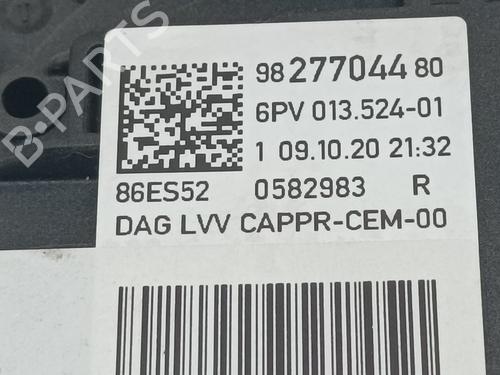 B-PARTS
98 277044 80
6PV 013.524-01
1 09.10.20 21:32
86ES52 0582983 R
DAG LVV CAPPR-CEM-00